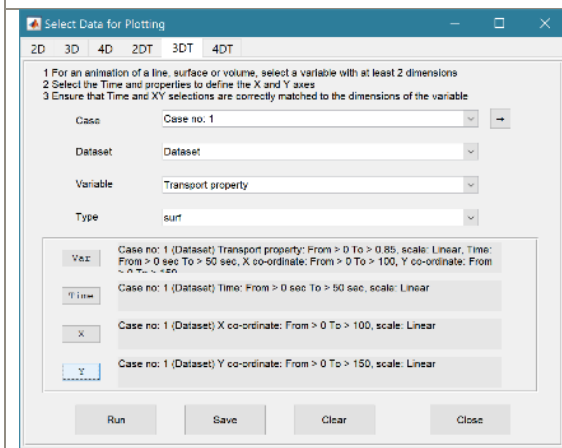 Select Data for Plotting
2D 3D 4D 2DT 3DT 4DT
1 For an animation of a line, surface or volume, select a variable with at least 2 dimensions
2 Select the Time and properties to define the X and Y axes
3 Ensure that Time and XY selections are correctly matched to the dimensions of the variable
Case Case no: 1
Dataset Dataset
Variable Transport property
Type surf
Var Case no: 1 (Dataset) Transport property: From > 0 To > 0.85, scale: Linear, Time:
From > 0 sec To > 50 sec, X co-ordinate: From > 0 To > 100, Y co-ordinate: From
> 0 To > 150
Time Case no: 1 (Dataset) Time: From > 0 sec To > 50 sec, scale: Linear
X Case no: 1 (Dataset) X co-ordinate: From > 0 To > 100, scale: Linear
Y Case no: 1 (Dataset) Y co-ordinate: From > 0 To > 150, scale: Linear
Run Save Clear Close